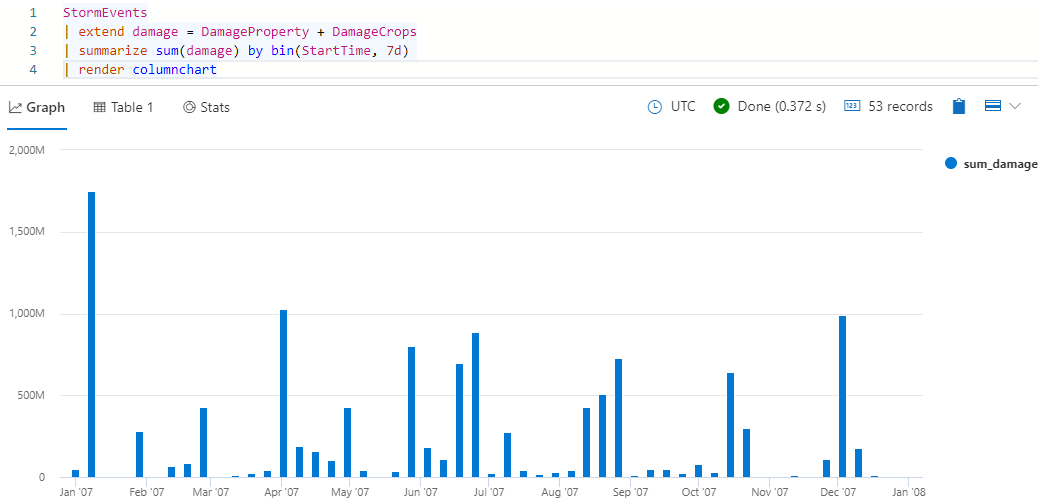 1 StormEvents
2 | extend damage = DamageProperty + DamageCrops
3 | summarize sum(damage) by bin(StartTime, 7d)
4 | render columnchart
Graph Table 1 Stats UTC Done (0.372 s) 123 53 records
2,000M
sum_damage
1,500M
1,000M
500M
0
Jan '07 Feb '07 Mar '07 Apr '07 May '07 Jun '07 Jul '07 Aug '07 Sep '07 Oct '07 Nov '07 Dec '07 Jan '08